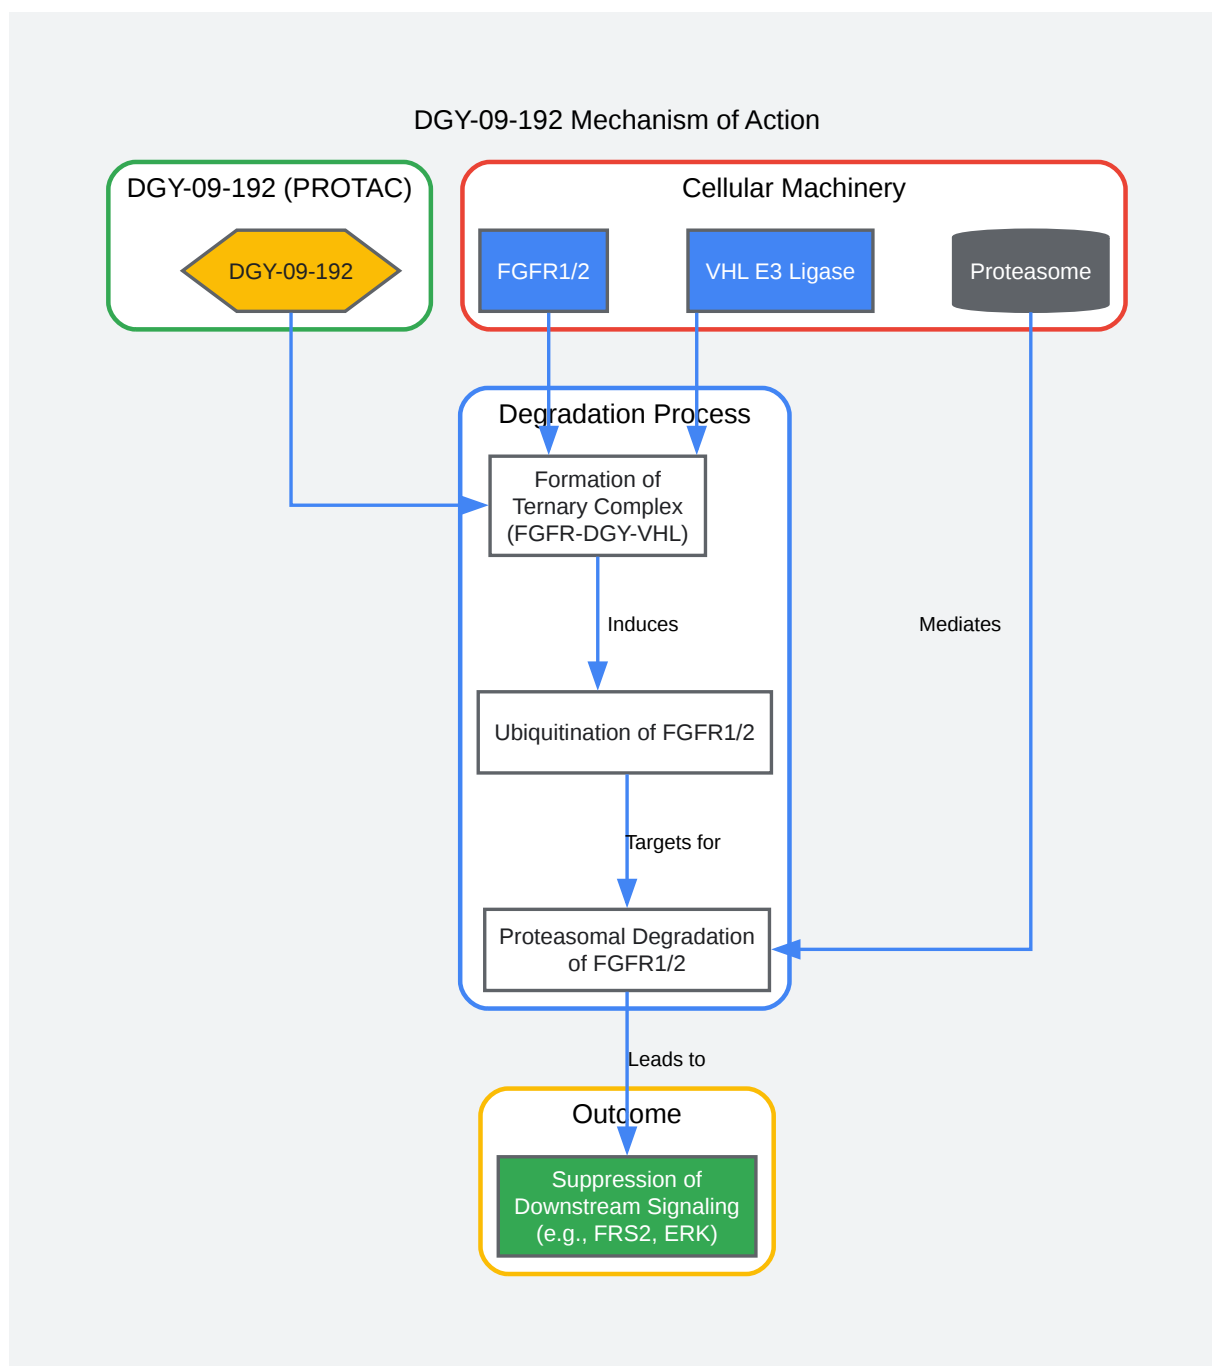 DGY-09-192 Mechanism of Action
DGY-09-192 (PROTAC)
Cellular Machinery
DGY-09-192
FGFR1/2
VHL E3 Ligase
Proteasome
Degradation Process
Formation of
Ternary Complex
(FGFR-DGY-VHL)
Induces
Mediates
Ubiquitination of FGFR1/2
Targets for
Proteasomal Degradation
of FGFR1/2
Leads to
Outcome
Suppression of
Downstream Signaling
(e.g., FRS2, ERK)